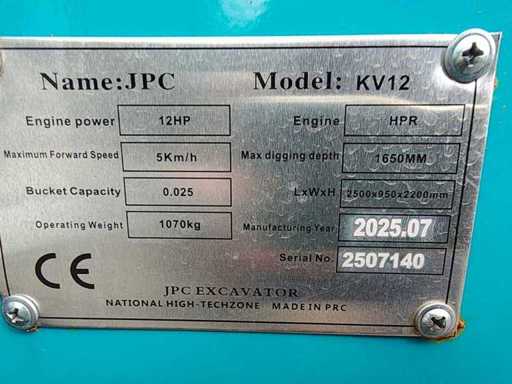 Name:JPC Model: KV12
Engine power 12HP Engine HPR
Maximum Forward Speed 5Km/h Max digging depth 1650MM
Bucket Capacity 0.025 LxWxH 2500x950x2200mm
Operating Weight 1070kg Manufacturing Year 2025.07
Serial No. 2507140
CE
JPC EXCAVATOR
NATIONAL HIGH-TECHZONE MADE IN PRC